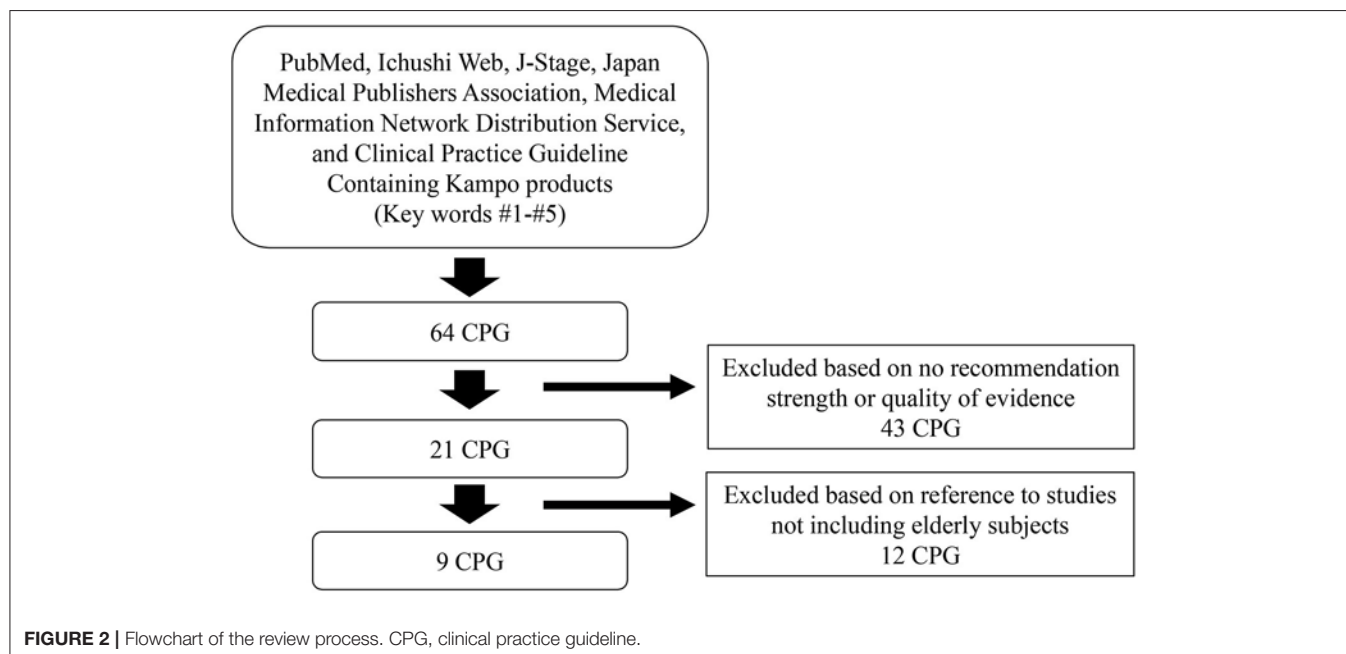 PubMed, Ichushi Web, J-Stage, Japan
Medical Publishers Association, Medical
Information Network Distribution Service,
and Clinical Practice Guideline
Containing Kampo products
(Key words #1-#5)
64 CPG
Excluded based on no recommendation
strength or quality of evidence
43 CPG
21 CPG
Excluded based on reference to studies
not including elderly subjects
12 CPG
9 CPG
FIGURE 2 | Flowchart of the review process. CPG, clinical practice guideline.